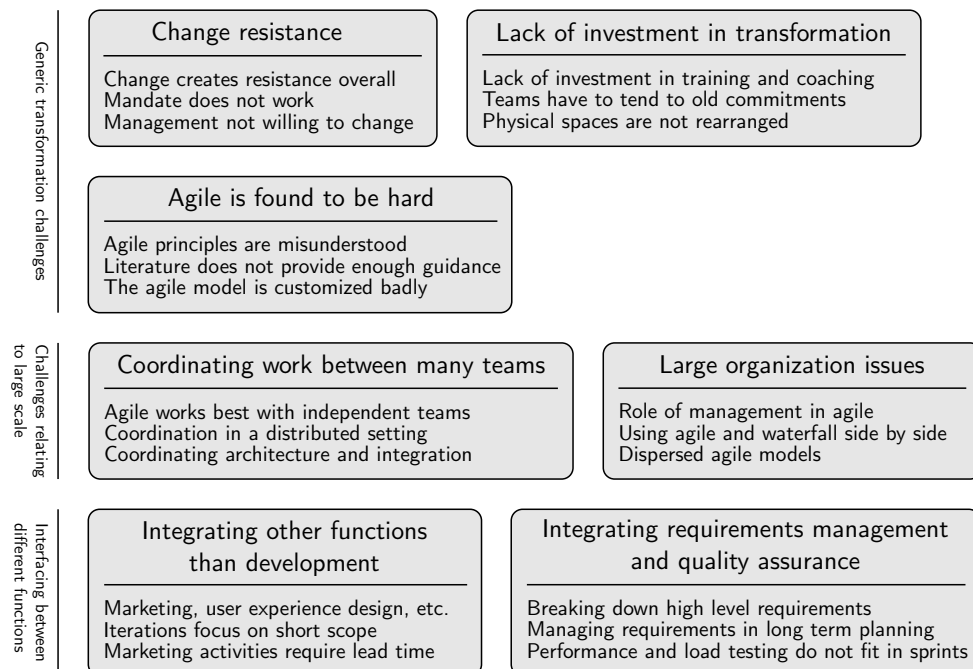 Generic transformation challenges
Change resistance
Change creates resistance overall
Mandate does not work
Management not willing to change
Lack of investment in transformation
Lack of investment in training and coaching
Teams have to tend to old commitments
Physical spaces are not rearranged
Agile is found to be hard
Agile principles are misunderstood
Literature does not provide enough guidance
The agile model is customized badly
Challenges relating
to large scale
Coordinating work between many teams
Agile works best with independent teams
Coordination in a distributed setting
Coordinating architecture and integration
Large organization issues
Role of management in agile
Using agile and waterfall side by side
Dispersed agile models
Interfacing between
different functions
Integrating other functions
than development
Marketing, user experience design, etc.
Iterations focus on short scope
Marketing activities require lead time
Integrating requirements management
and quality assurance
Breaking down high level requirements
Managing requirements in long term planning
Performance and load testing do not fit in sprints